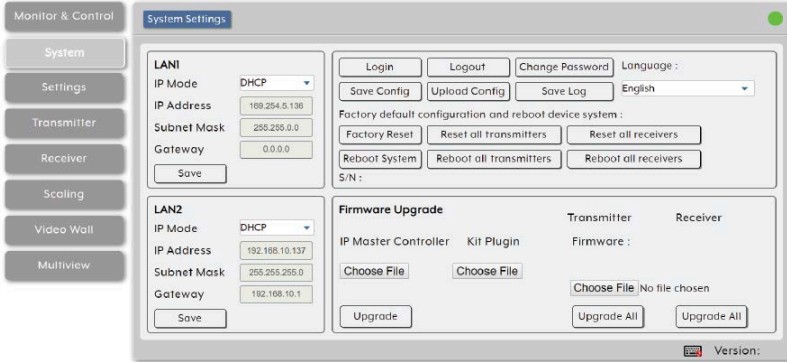 Monitor & Control
System
Settings
Transmitter
Receiver
Scaling
Video Wall
Multiview
System Settings
LAN1
IP Mode DHCP
IP Address 169.254.5.136
Subnet Mask 255.255.0.0
Gateway 0.0.0.0
Save
Login Logout Change Password Language :
Save Config Upload Config Save Log English
Factory default configuration and reboot device system :
Factory Reset Reset all transmitters Reset all receivers
Reboot System Reboot all transmitters Reboot all receivers
S/N :
LAN2
IP Mode DHCP
IP Address 192.168.10.137
Subnet Mask 255.255.255.0
Gateway 192.168.10.1
Save
Firmware Upgrade
Transmitter Receiver
IP Master Controller Kit Plugin Firmware :
Choose File Choose File
Choose File No file chosen
Upgrade Upgrade All Upgrade All
Version: